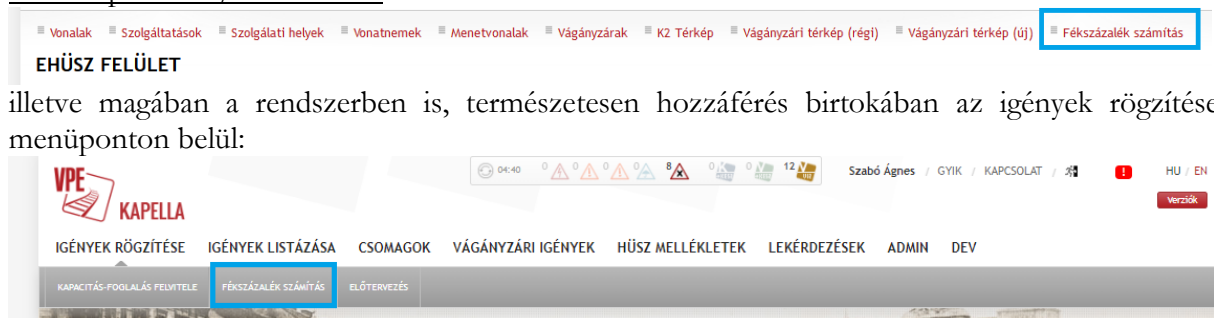 Vonalak Szolgáltatások Szolgálati helyek Vonatnemek Menetvonalak Vágányzárak K2 Térkép Vágányzári térkép (régi) Vágányzári térkép (új) Fékszázalék számítás
EHÜSZ FELÜLET
illetve magában a rendszerben is, természetesen hozzáférés birtokában az igények rögzítése
menüponton belül:
VPE KAPELLA
04:40 0 0 0 0 8 0 0 12 Szabó Ágnes / GYIK / KAPCSOLAT / HU / EN
Verziók
IGÉNYEK RÖGZÍTÉSE IGÉNYEK LISTÁZÁSA CSOMAGOK VÁGÁNYZÁRI IGÉNYEK HÜSZ MELLÉKLETEK LEKÉRDEZÉSEK ADMIN DEV
KAPACITÁS-FOGLALÁS FELVITELE FÉKSZÁZALÉK SZÁMÍTÁS ELŐTERVEZÉS